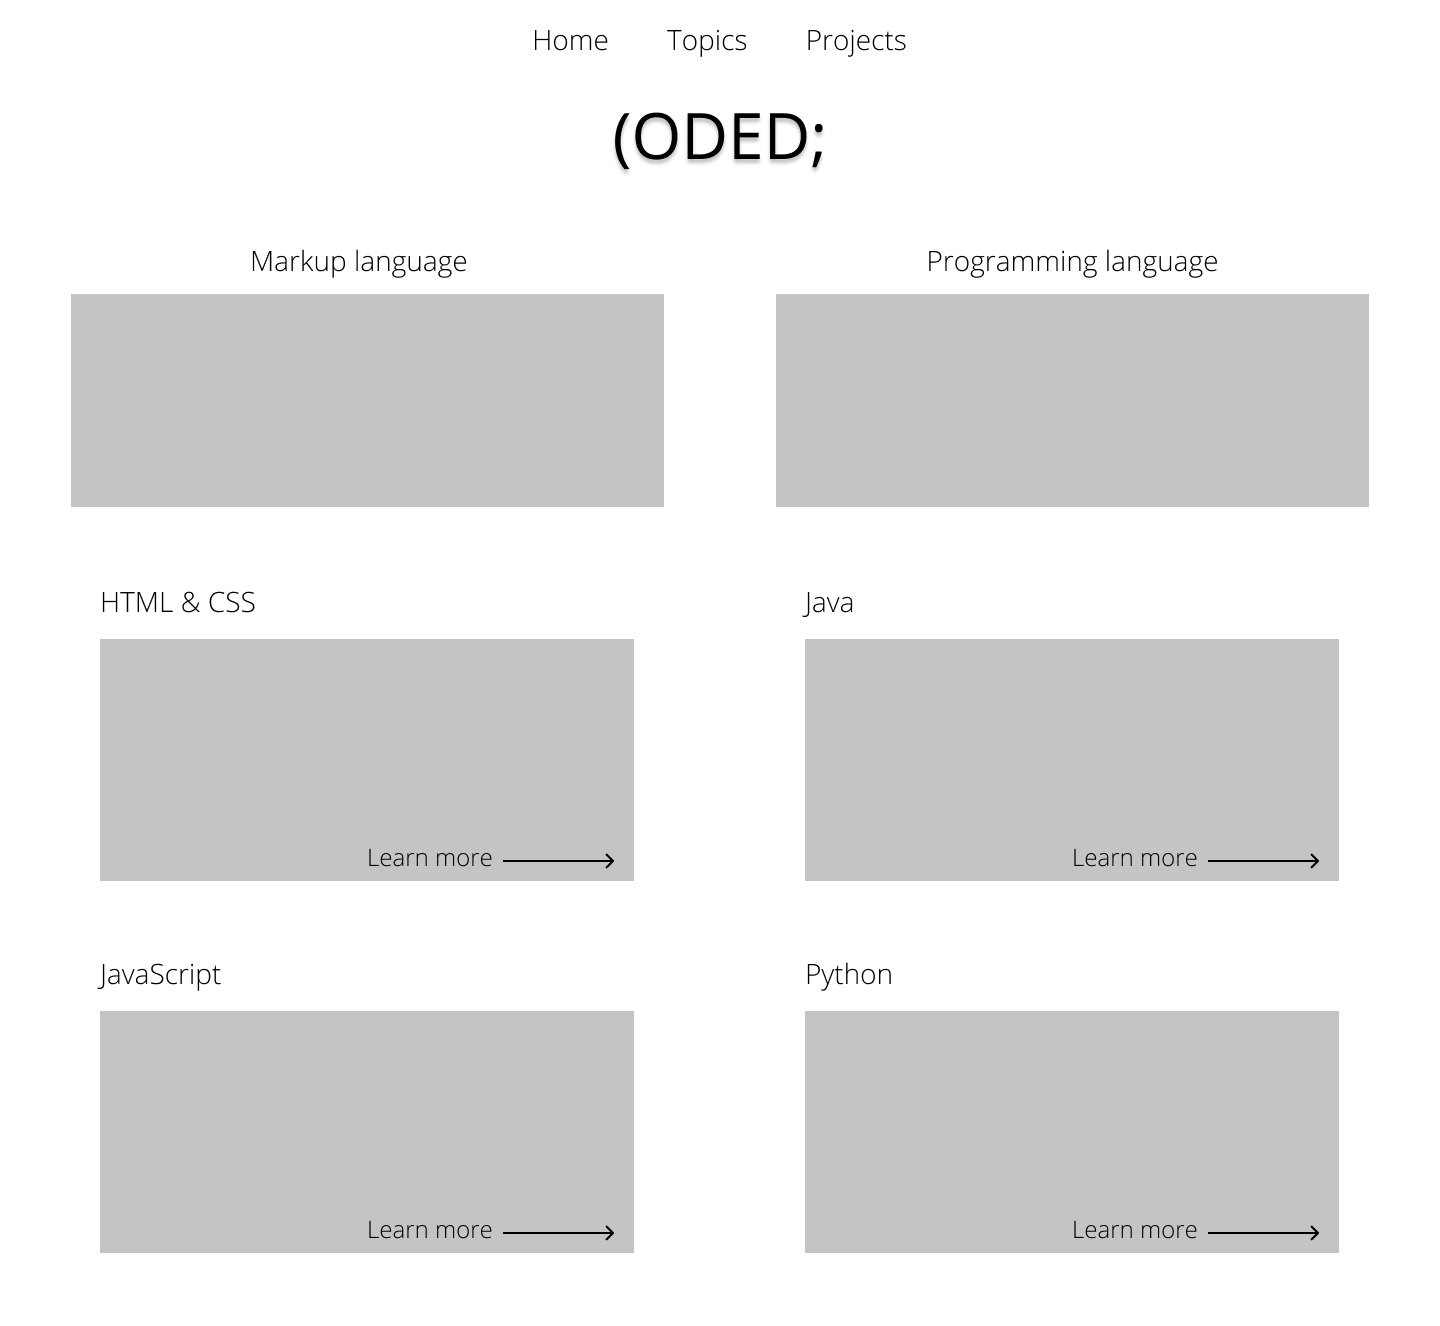 Home Topics Projects
(ODED;
Markup language
Programming language
HTML & CSS
Java
Learn more
Learn more
JavaScript
Python
Learn more
Learn more